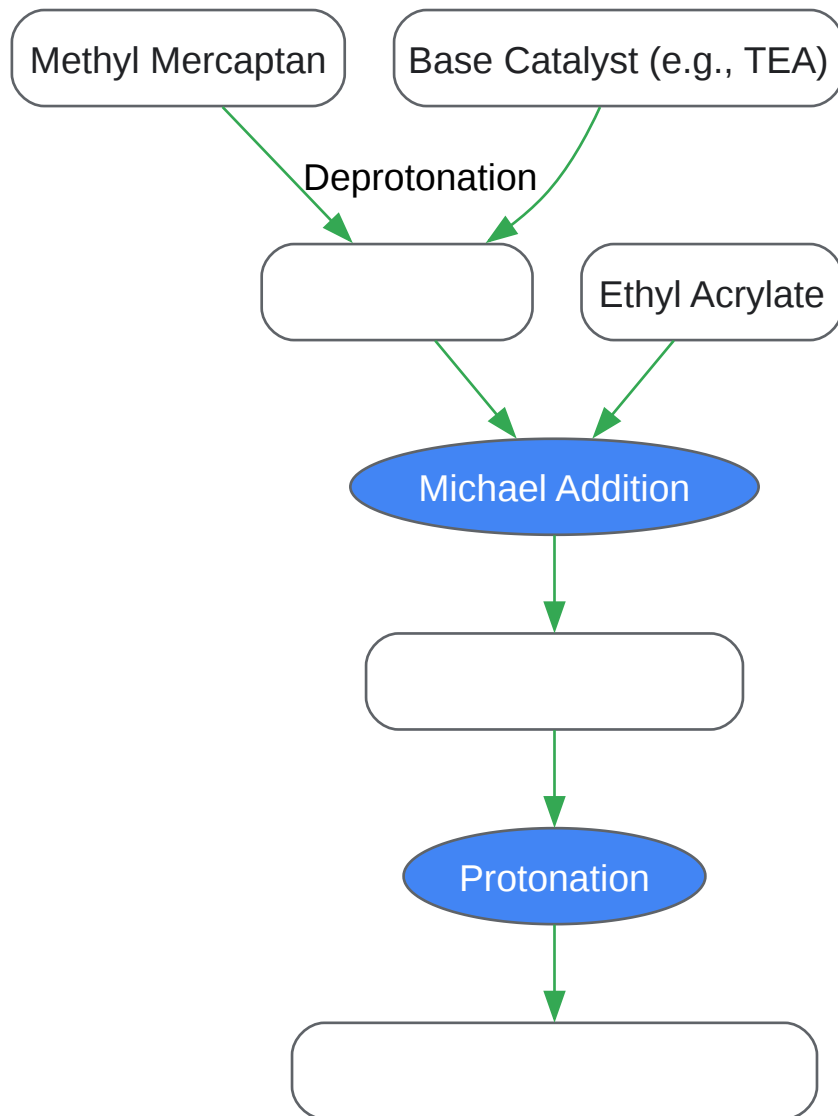 Methyl Mercaptan
Base Catalyst (e.g., TEA)
Deprotonation
Ethyl Acrylate
Michael Addition
Protonation